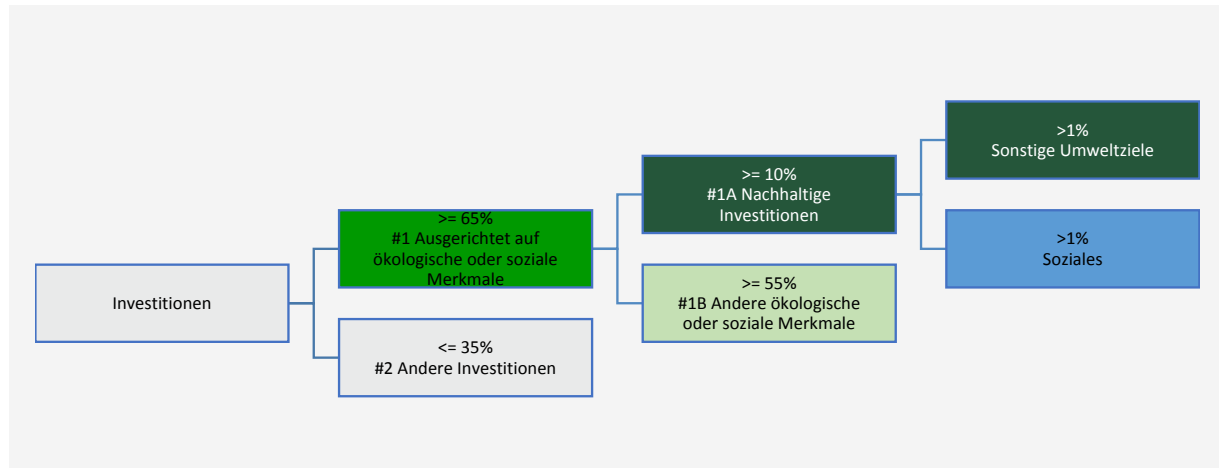 Investitionen
>= 65%
#1 Ausgerichtet auf
ökologische oder soziale
Merkmale
<= 35%
#2 Andere Investitionen
>= 10%
#1A Nachhaltige
Investitionen
>= 55%
#1B Andere ökologische
oder soziale Merkmale
>1%
Sonstige Umweltziele
>1%
Soziales